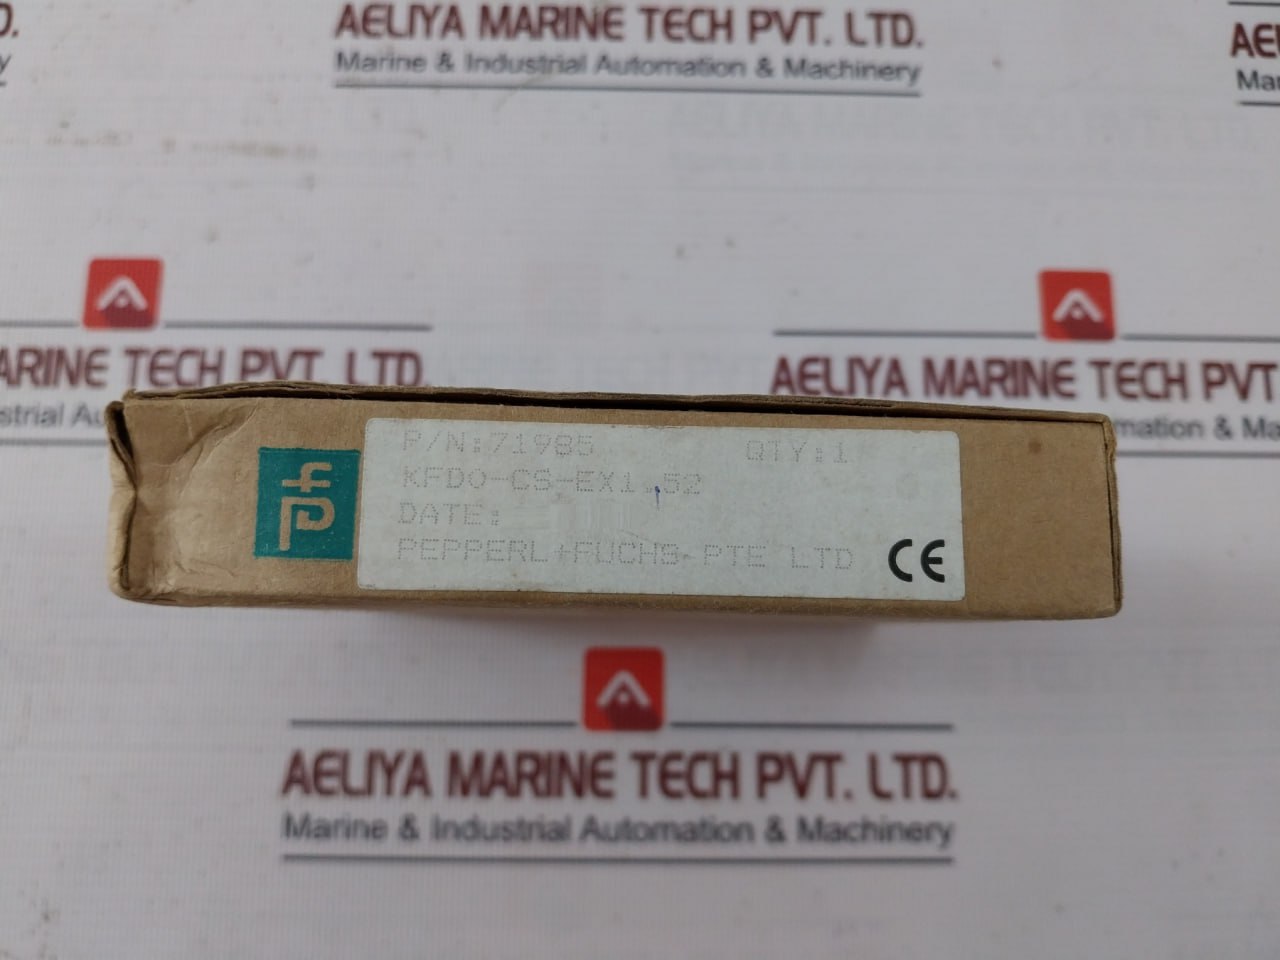 AELIYA MARINE TECH PVT. LTD.
Marine & Industrial Automation & Machinery
ARINE TECH PVT. LTD.
AELIYA MARINE TECH PVT
P/N:71985 QTY:1
KFD0-CS-EX1.52
DATE:
PEPPERL+FUCHS PTE LTD CE
AELIYA MARINE TECH PVT. LTD.
Marine & Industrial Automation & Machinery